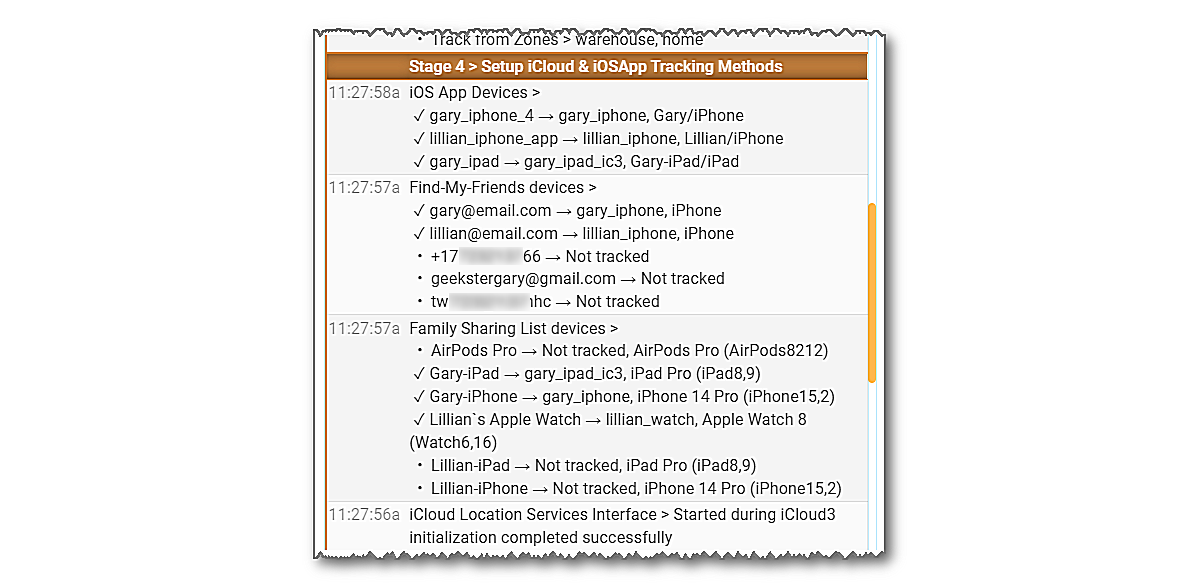 • Track from Zones > warehouse, home
Stage 4 > Setup iCloud & iOSApp Tracking Methods
11:27:58a iOS App Devices >
✓ gary_iphone_4 → gary_iphone, Gary/iPhone
✓ lillian_iphone_app → lillian_iphone, Lillian/iPhone
✓ gary_ipad → gary_ipad_ic3, Gary-iPad/iPad
11:27:57a Find-My-Friends devices >
✓ gary@email.com → gary_iphone, iPhone
✓ lillian@email.com → lillian_iphone, iPhone
• +17 66 → Not tracked
• geekstergary@gmail.com → Not tracked
• tw hc → Not tracked
11:27:57a Family Sharing List devices >
• AirPods Pro → Not tracked, AirPods Pro (AirPods8212)
✓ Gary-iPad → gary_ipad_ic3, iPad Pro (iPad8,9)
✓ Gary-iPhone → gary_iphone, iPhone 14 Pro (iPhone15,2)
✓ Lillian`s Apple Watch → lillian_watch, Apple Watch 8
(Watch6,16)
• Lillian-iPad → Not tracked, iPad Pro (iPad8,9)
• Lillian-iPhone → Not tracked, iPhone 14 Pro (iPhone15,2)
11:27:56a iCloud Location Services Interface > Started during iCloud3
initialization completed successfully